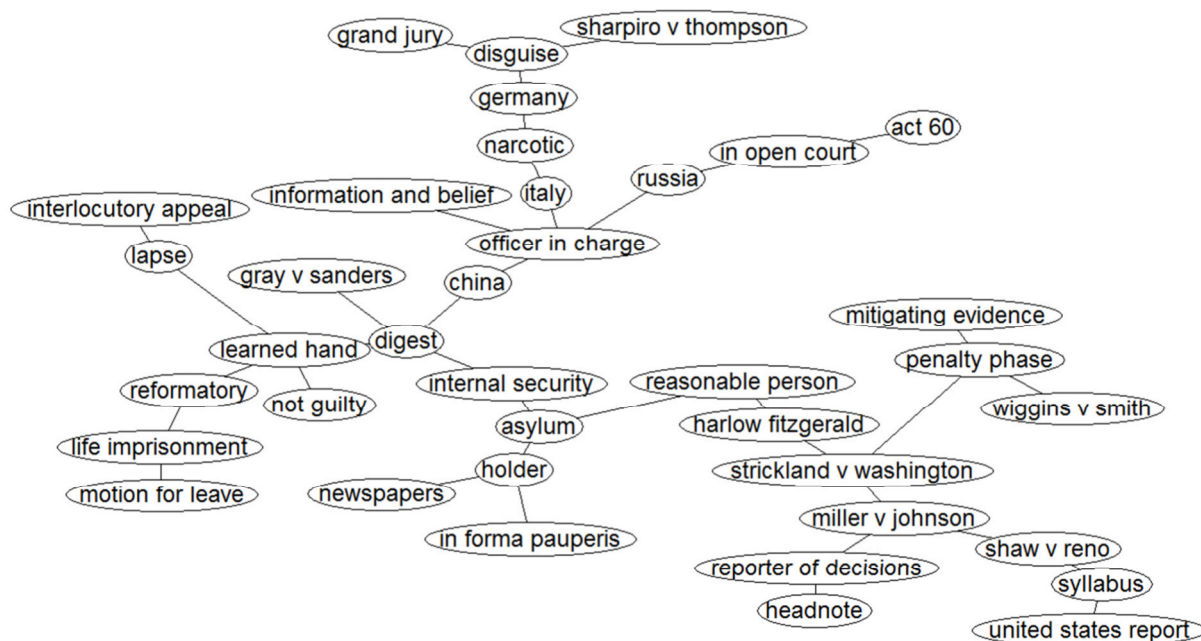 sharpiro v thompson
grand jury
disguise
germany
act 60
narcotic
in open court
russia
information and belief
italy
interlocutory appeal
officer in charge
lapse
gray v sanders
china
mitigating evidence
digest
learned hand
penalty phase
internal security
reasonable person
reformatory
not guilty
wiggins v smith
asylum
harlow fitzgerald
life imprisonment
holder
strickland v washington
newspapers
motion for leave
miller v johnson
in forma pauperis
shaw v reno
reporter of decisions
syllabus
headnote
united states report